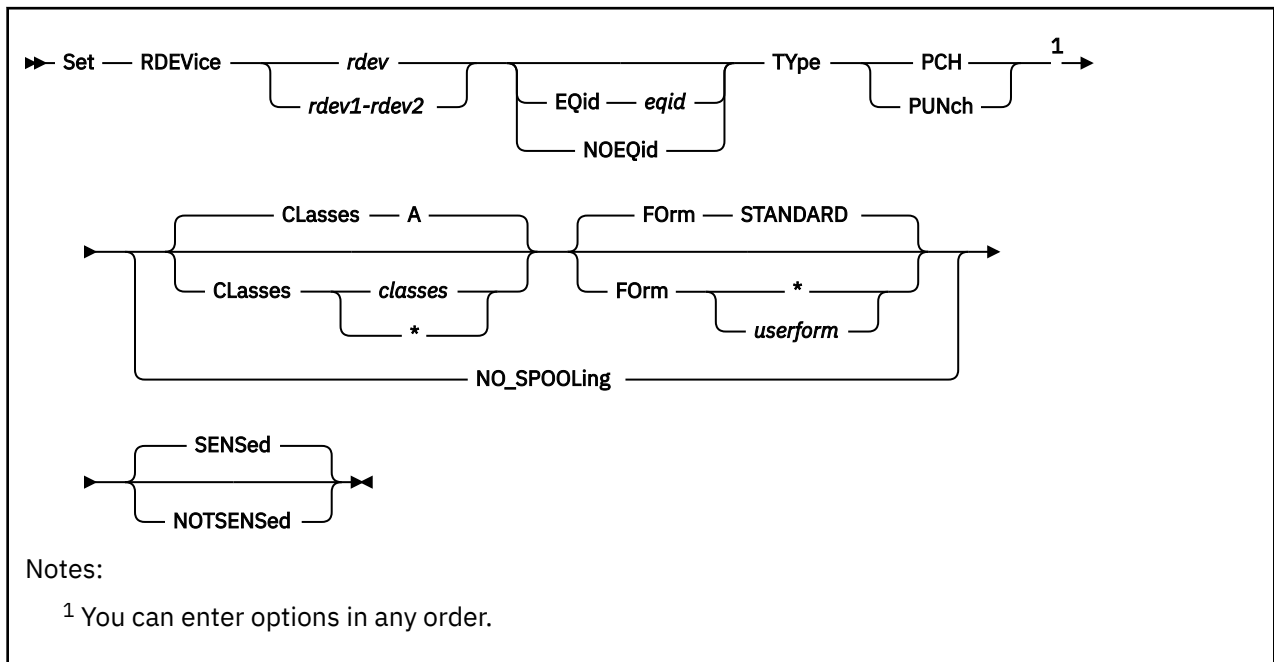 Set RDEVice rdev TYpe PCH 1
rdev1-rdev2 EQid eqid PUNch
NOEQid
CLasses A FOrm STANDARD
CLasses classes FOrm *
* userform
NO_SPOOLing
SENSed
NOTSENSed
Notes:
1 You can enter options in any order.